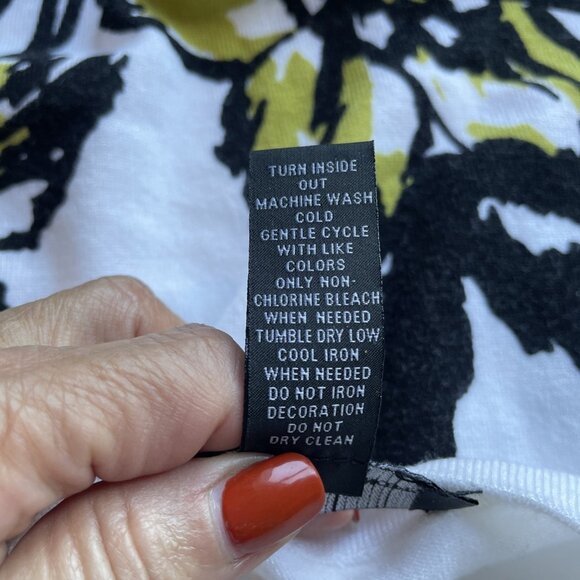 TURN INSIDE
OUT
MACHINE WASH
COLD
GENTLE CYCLE
WITH LIKE
COLORS
ONLY NON-
CHLORINE BLEACH
WHEN NEEDED
TUMBLE DRY LOW
COOL IRON
WHEN NEEDED
DO NOT IRON
DECORATION
DO NOT
DRY CLEAN